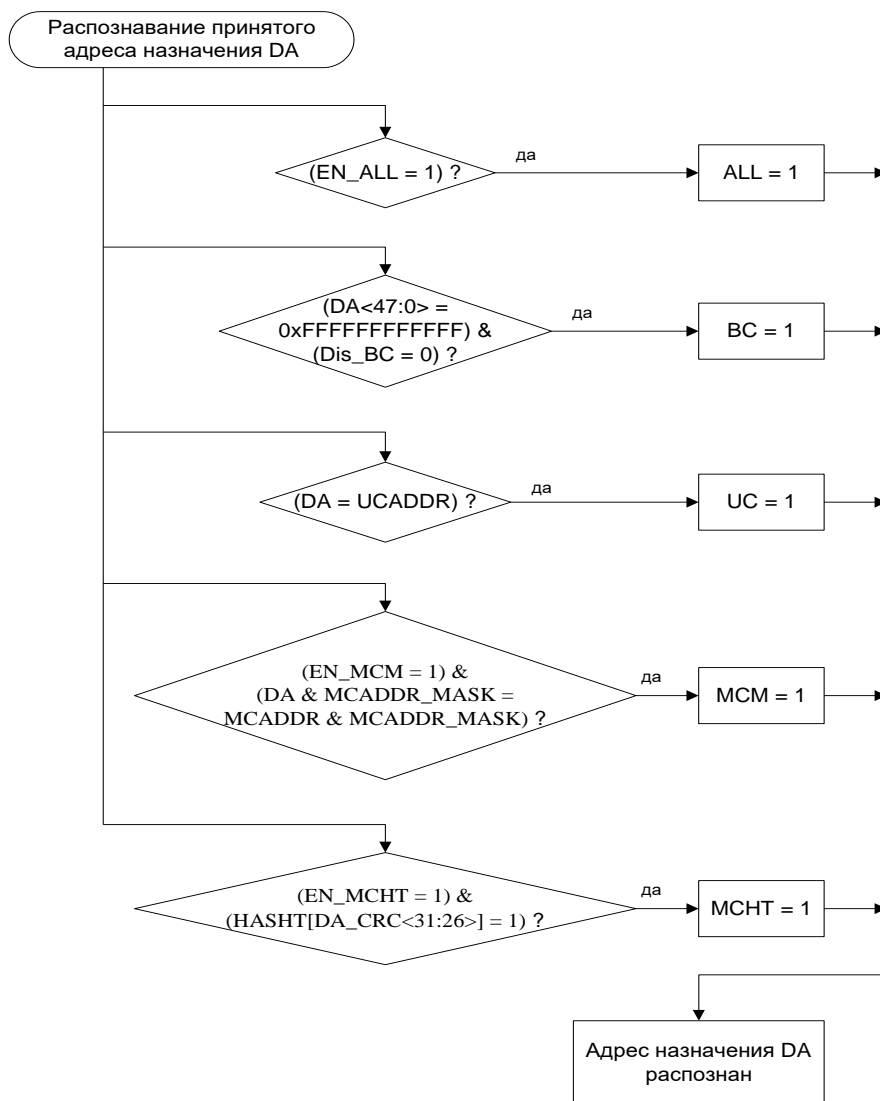 Распознавание принятого
адреса назначения DA
(EN_ALL = 1) ?
да
ALL = 1
(DA<47:0> =
0xFFFFFFFFFFFF) &
(Dis_BC = 0) ?
да
BC = 1
(DA = UCADDR) ?
да
UC = 1
(EN_MCM = 1) &
(DA & MCADDR_MASK =
MCADDR & MCADDR_MASK) ?
да
MCM = 1
(EN_MCHT = 1) &
(HASHT[DA_CRC<31:26>] = 1) ?
да
MCHT = 1
Адрес назначения DA
распознан